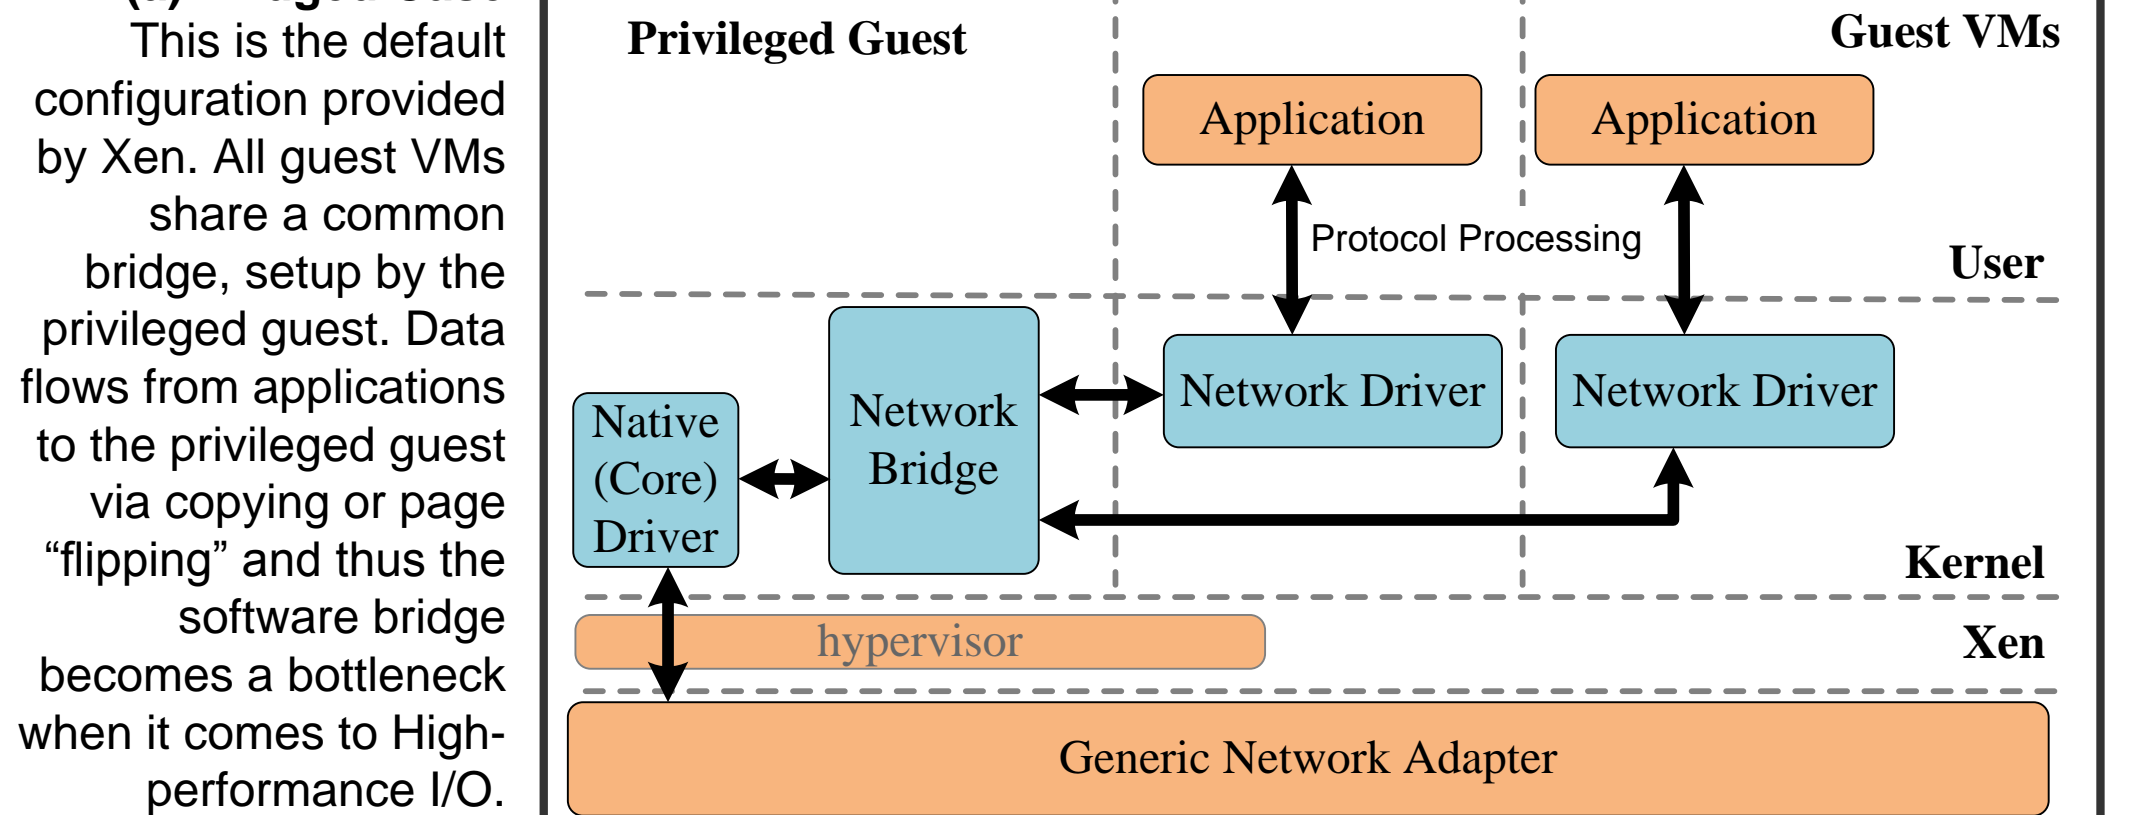 This is the default
configuration provided
by Xen. All guest VMs
share a common
bridge, setup by the
privileged guest. Data
flows from applications
to the privileged guest
via copying or page
“flipping” and thus the
software bridge
becomes a bottleneck
when it comes to High-
performance I/O.
Privileged Guest
Guest VMs
Application
Application
Protocol Processing
User
Network Driver
Network Driver
Network
Bridge
Native
(Core)
Driver
Kernel
hypervisor
Xen
Generic Network Adapter